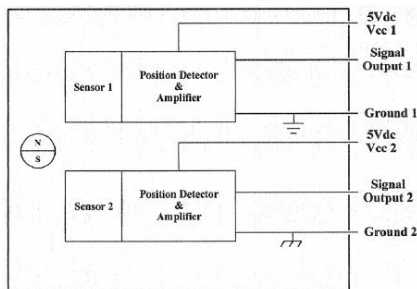 5Vdc
Vcc 1
Signal
Output 1
Sensor 1
Position Detector
&
Amplifier
Ground 1
5Vdc
Vcc 2
N
S
Signal
Output 2
Sensor 2
Position Detector
&
Amplifier
Ground 2